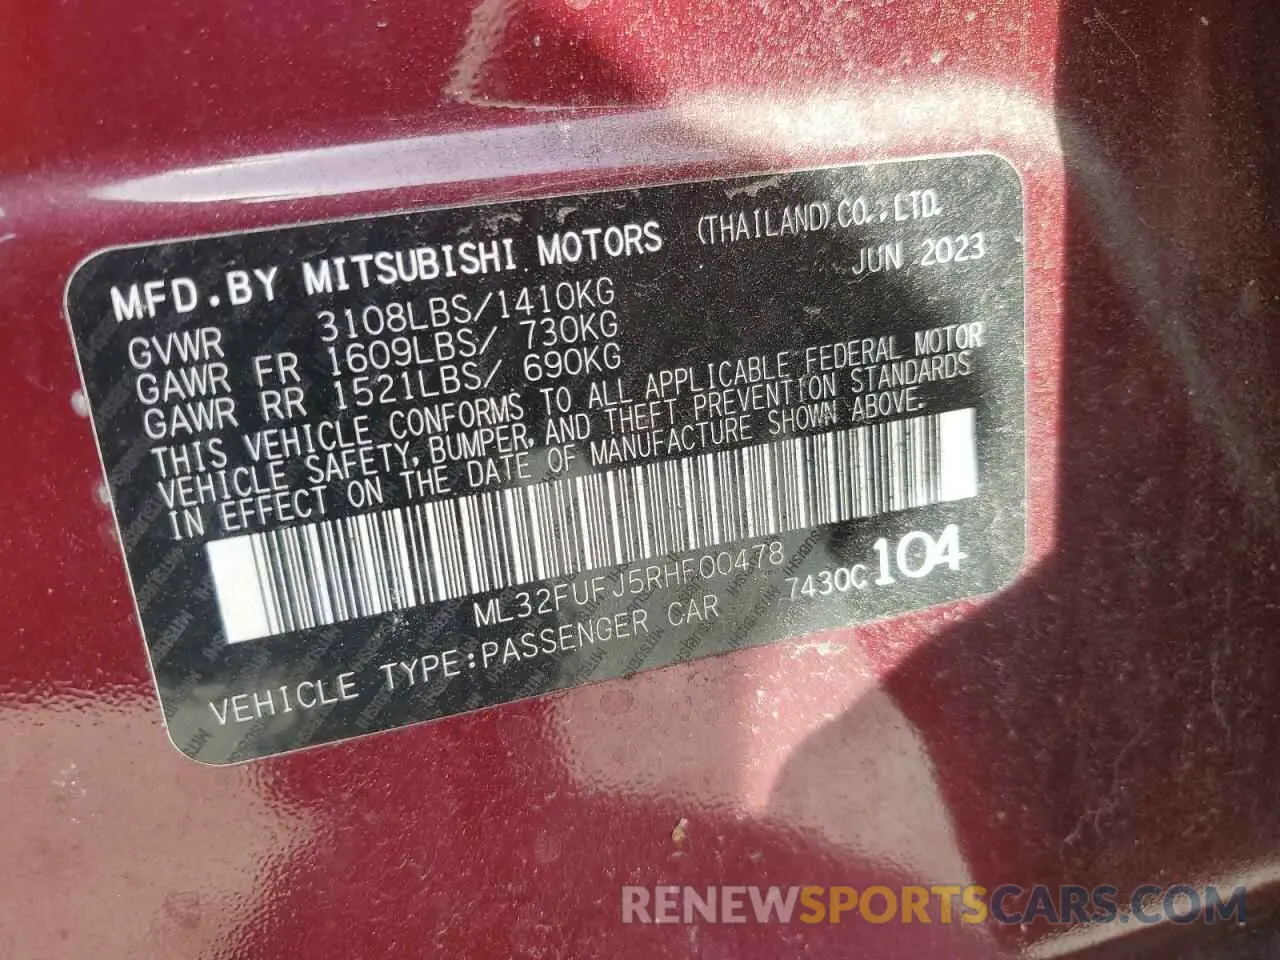 MFD.BY MITSUBISHI MOTORS (THAILAND) CO.,LTD.
JUN 2023
GVWR 3108LBS/1410KG
GAWR FR 1609LBS/ 730KG
GAWR RR 1521LBS/ 690KG
THIS VEHICLE CONFORMS TO ALL APPLICABLE FEDERAL MOTOR
VEHICLE SAFETY, BUMPER, AND THEFT PREVENTION STANDARDS
IN EFFECT ON THE DATE OF MANUFACTURE SHOWN ABOVE.
ML32FUFJ5RHF00478
7430C 104
VEHICLE TYPE:PASSENGER CAR
RENEWSPORTSCARS.COM